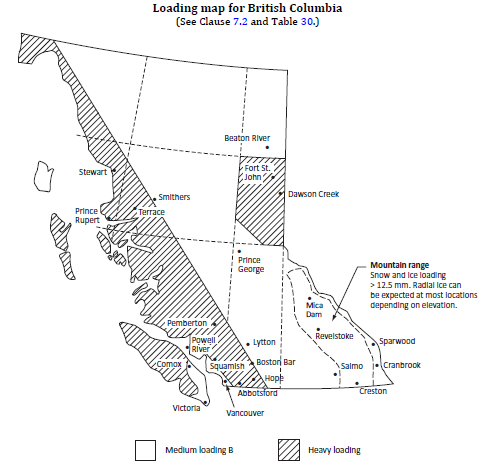 Loading map for British Columbia
(See Clause 7.2 and Table 30.)
Beaton River
Fort St.
John
Dawson Creek
Stewart
Smithers
Prince
Rupert
Terrace
Prince
George
Mountain range
Snow and ice loading
> 12.5 mm. Radial ice can
be expected at most locations
depending on elevation.
Mica
Dam
Revelstoke
Pemberton
Powell
River
Lytton
Sparwood
Comox
Squamish
Boston Bar
Salmo
Cranbrook
Hope
Abbotsford
Creston
Victoria
Vancouver
Medium loading B
Heavy loading